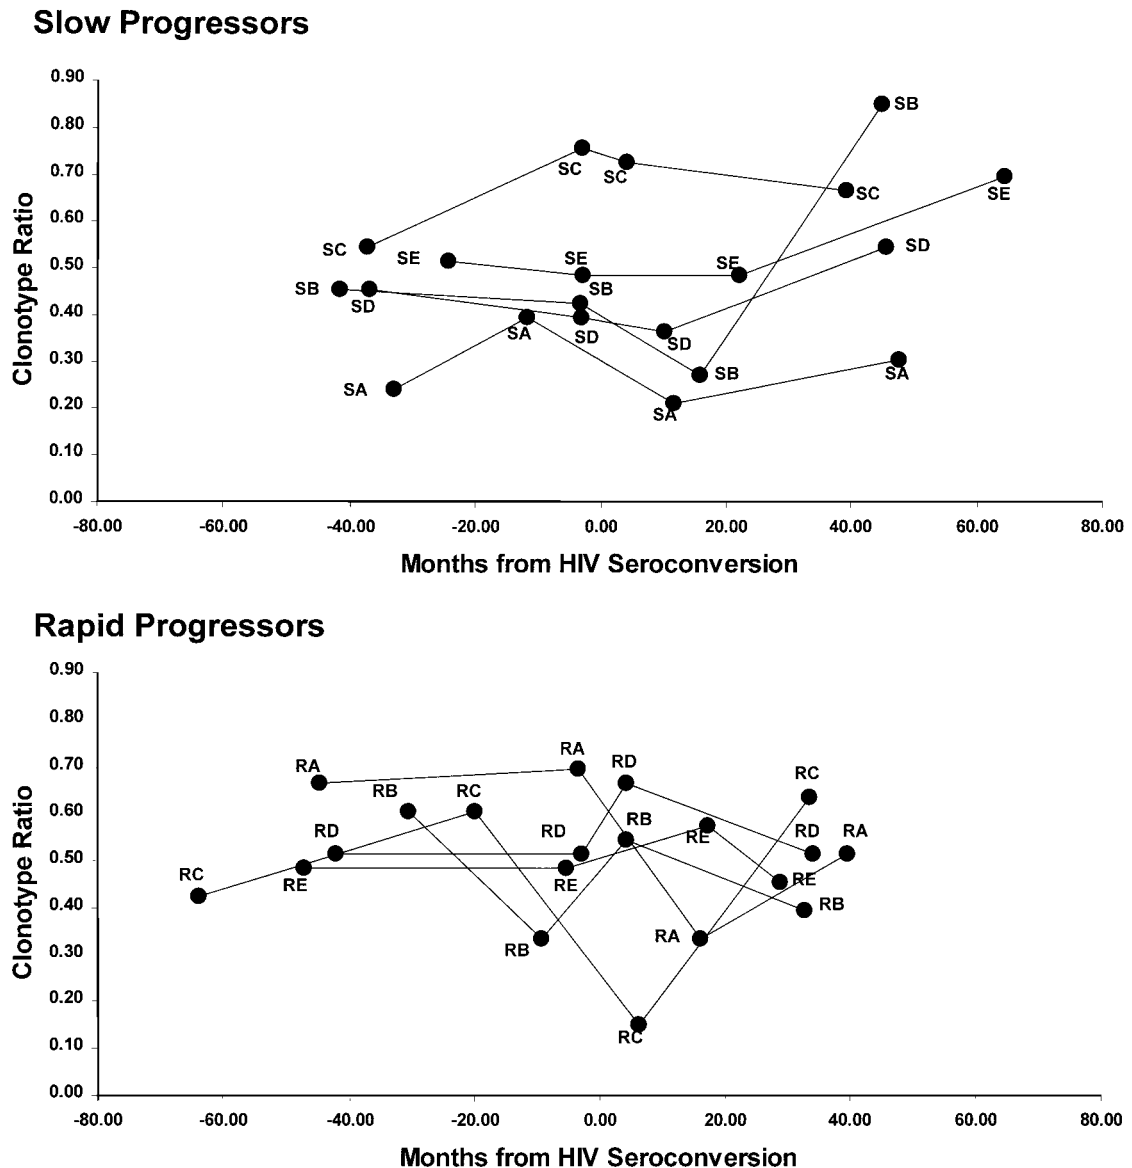 Slow Progressors
0.90
0.80
0.70
0.60
0.50
0.40
0.30
0.20
0.10
0.00
Clonotype Ratio
SB
SC
SC
SC
SE
SC
SE
SE
SE
SD
SB
SB
SD
SA
SD
SD
SB
SA
SA
SA
-80.00 -60.00 -40.00 -20.00 0.00 20.00 40.00 60.00 80.00
Months from HIV Seroconversion
Rapid Progressors
0.90
0.80
0.70
0.60
0.50
0.40
0.30
0.20
0.10
0.00
Clonotype Ratio
RA
RD
RA
RC
RB
RC
RB
RD
RD
RE
RD
RA
RC
RE
RE
RE
RB
RB
RA
RC
-80.00 -60.00 -40.00 -20.00 0.00 20.00 40.00 60.00 80.00
Months from HIV Seroconversion